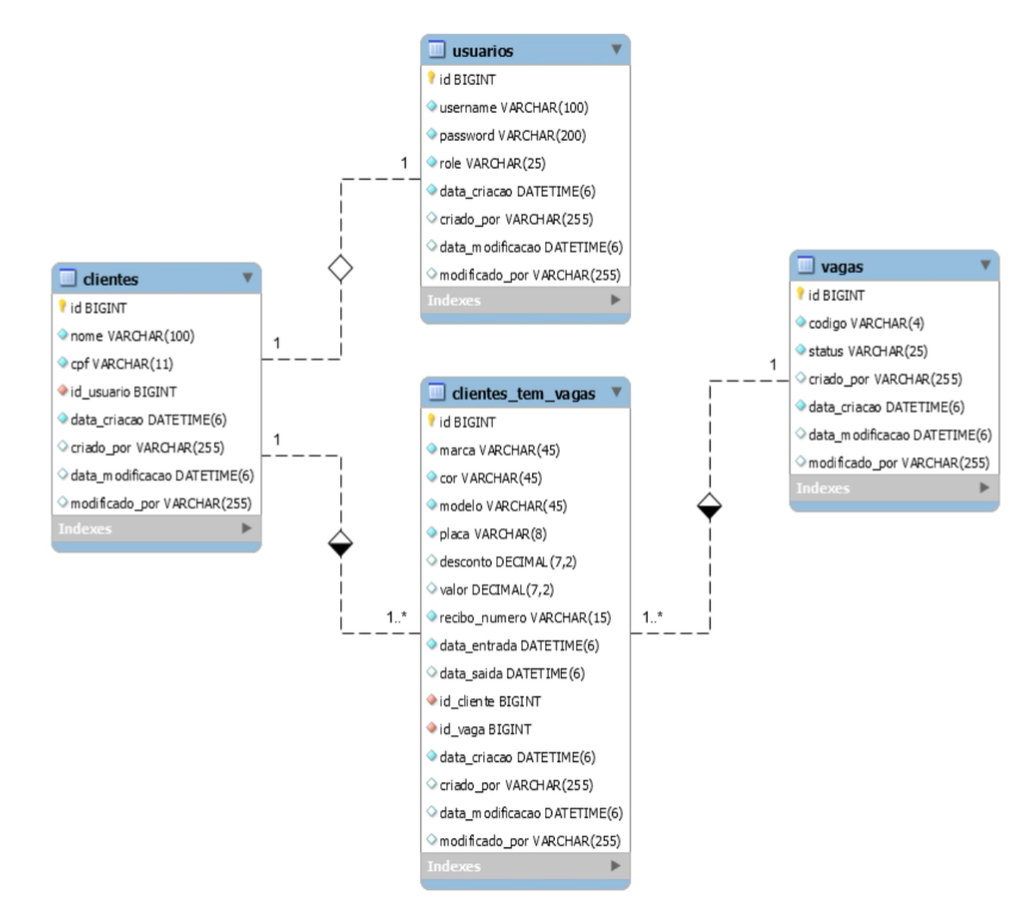 usuarios
id BIGINT
username VARCHAR(100)
password VARCHAR(200)
role VARCHAR(25)
data_criacao DATETIME(6)
criado_por VARCHAR(255)
data_modificacao DATETIME(6)
modificado_por VARCHAR(255)
Indexes
1
1
clientes
id BIGINT
nome VARCHAR(100)
cpf VARCHAR(11)
id_usuario BIGINT
data_criacao DATETIME(6)
criado_por VARCHAR(255)
data_modificacao DATETIME(6)
modificado_por VARCHAR(255)
Indexes
1
1..*
clientes_tem_vagas
id BIGINT
marca VARCHAR(45)
cor VARCHAR(45)
modelo VARCHAR(45)
placa VARCHAR(8)
desconto DECIMAL(7,2)
valor DECIMAL(7,2)
recibo_numero VARCHAR(15)
data_entrada DATETIME(6)
data_saida DATETIME(6)
id_cliente BIGINT
id_vaga BIGINT
data_criacao DATETIME(6)
criado_por VARCHAR(255)
data_modificacao DATETIME(6)
modificado_por VARCHAR(255)
Indexes
1..*
1
vagas
id BIGINT
codigo VARCHAR(4)
status VARCHAR(25)
criado_por VARCHAR(255)
data_criacao DATETIME(6)
data_modificacao DATETIME(6)
modificado_por VARCHAR(255)
Indexes